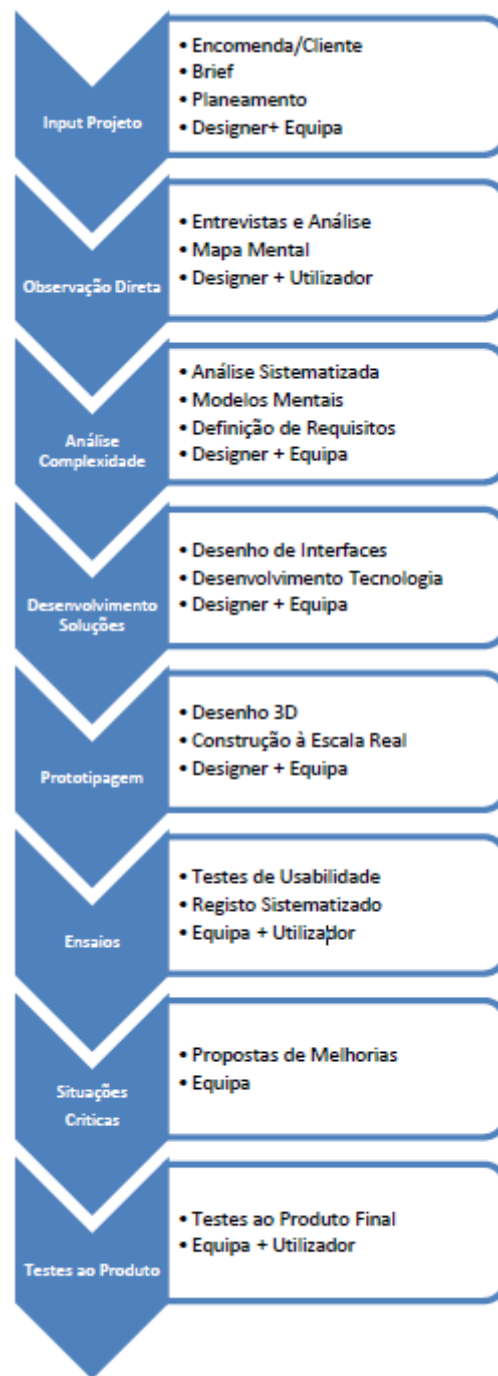 Input Projeto
• Encomenda/Cliente
• Brief
• Planeamento
• Designer+ Equipa
Observação Direta
• Entrevistas e Análise
• Mapa Mental
• Designer + Utilizador
Análise
Complexidade
• Análise Sistematizada
• Modelos Mentais
• Definição de Requisitos
• Designer + Equipa
Desenvolvimento
Soluções
• Desenho de Interfaces
• Desenvolvimento Tecnologia
• Designer + Equipa
Prototipagem
• Desenho 3D
• Construção à Escala Real
• Designer + Equipa
Ensaios
• Testes de Usabilidade
• Registo Sistematizado
• Equipa + Utilizador
Situações
Criticas
• Propostas de Melhorias
• Equipa
Testes ao Produto
• Testes ao Produto Final
• Equipa + Utilizador